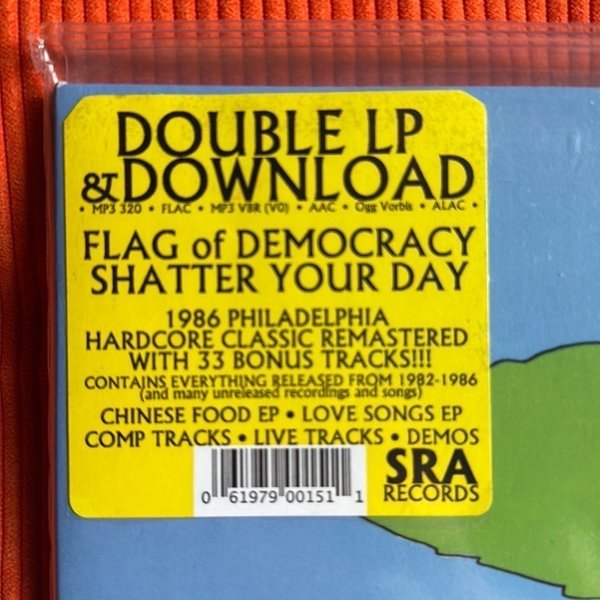 DOUBLE LP
& DOWNLOAD
• MP3 320 • FLAC • MP3 VBR (V0) • AAC • Ogg Vorbis • ALAC •
FLAG of DEMOCRACY
SHATTER YOUR DAY
1986 PHILADELPHIA
HARDCORE CLASSIC REMASTERED
WITH 33 BONUS TRACKS!!!
CONTAINS EVERYTHING RELEASED FROM 1982-1986
(and many unreleased recordings and songs)
CHINESE FOOD EP • LOVE SONGS EP
COMP TRACKS • LIVE TRACKS • DEMOS
0 61979 00151 1
SRA
RECORDS